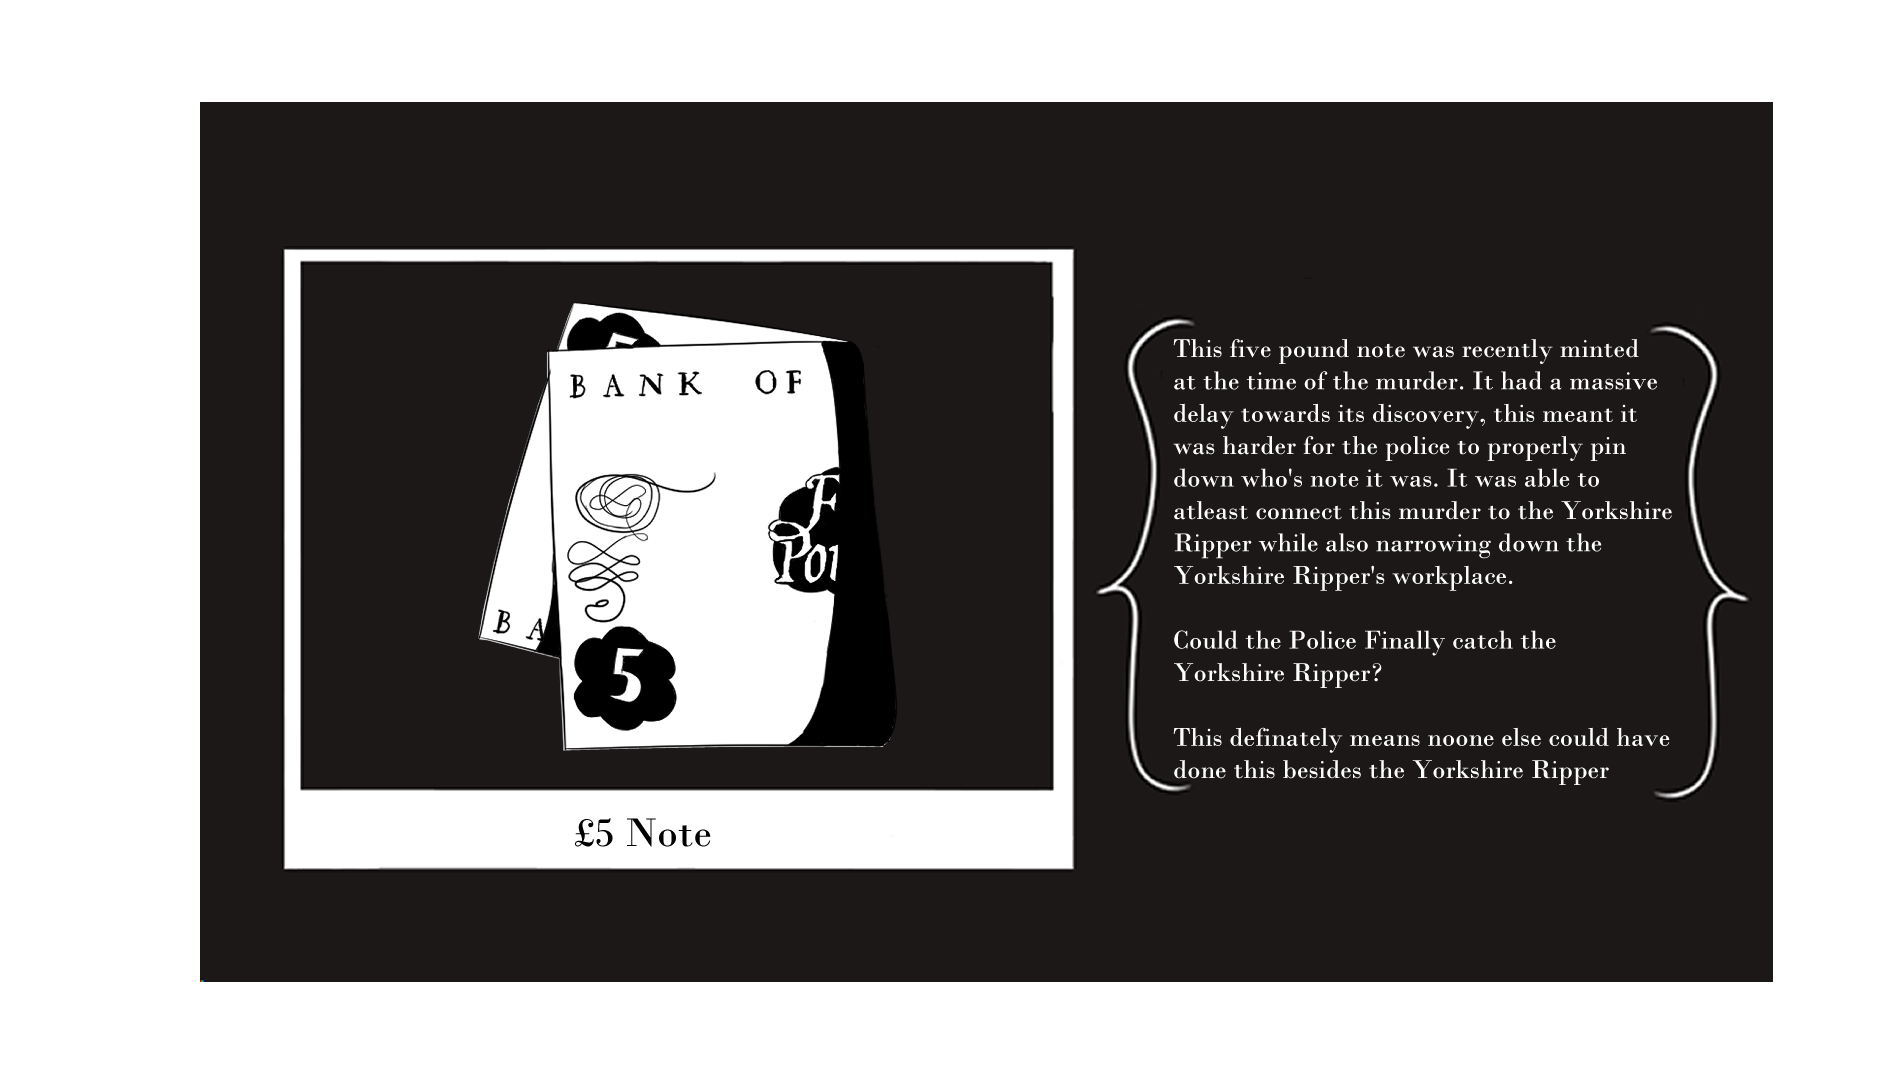 5
BANK OF
F
Pou
BA
5
£5 Note
This five pound note was recently minted
at the time of the murder. It had a massive
delay towards its discovery, this meant it
was harder for the police to properly pin
down who's note it was. It was able to
atleast connect this murder to the Yorkshire
Ripper while also narrowing down the
Yorkshire Ripper's workplace.
Could the Police Finally catch the
Yorkshire Ripper?
This definately means noone else could have
done this besides the Yorkshire Ripper